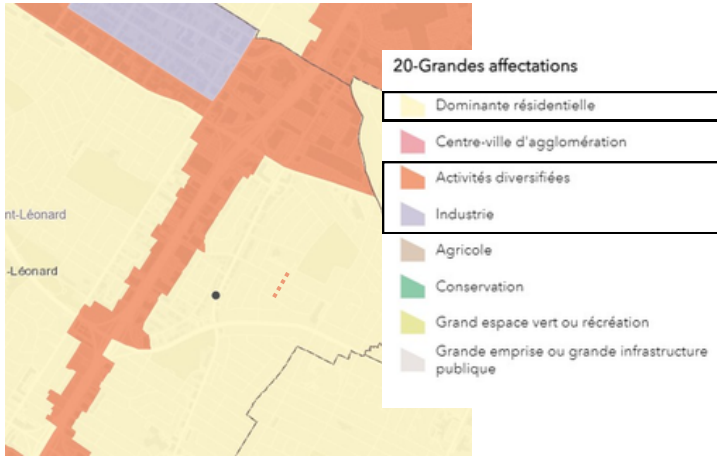 20-Grandes affectations
Dominante résidentielle
Centre-ville d'agglomération
Activités diversifiées
Industrie
nt-Léonard
Agricole
-Léonard
Conservation
Grand espace vert ou récréation
Grande emprise ou grande infrastructure
publique